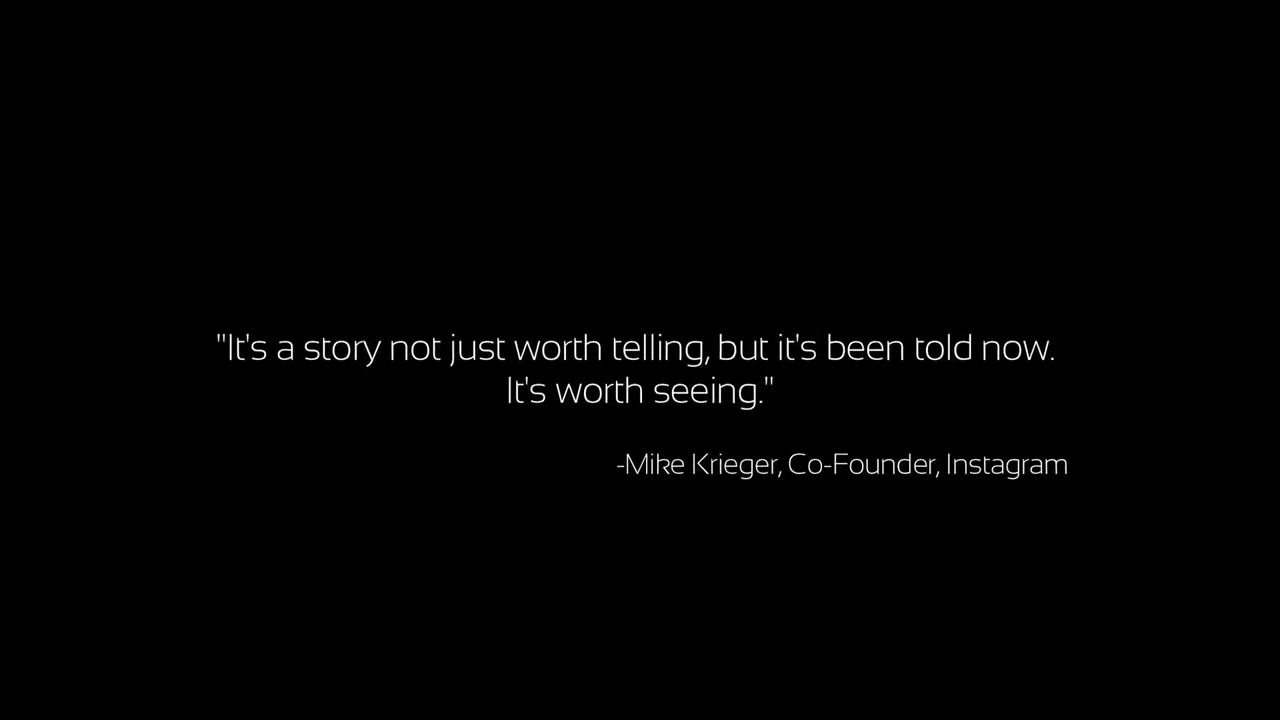 "It's a story not just worth telling, but it's been told now.
It's worth seeing."
-Mike Krieger, Co-Founder, Instagram